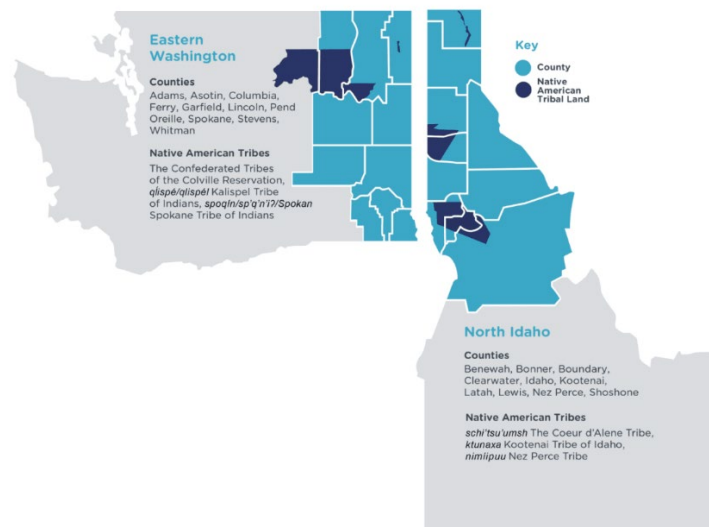 Eastern
Washington
Counties
Adams, Asotin, Columbia,
Ferry, Garfield, Lincoln, Pend
Oreille, Spokane, Stevens,
Whitman
Native American Tribes
The Confederated Tribes
of the Colville Reservation,
qlispé/qlispél Kalispel Tribe
of Indians, spoqin/sp'q'n'iʔ/Spokan
Spokane Tribe of Indians
Key
County
Native
American
Tribal Land
North Idaho
Counties
Benewah, Bonner, Boundary,
Clearwater, Idaho, Kootenai,
Latah, Lewis, Nez Perce, Shoshone
Native American Tribes
schi'tsu'umsh The Coeur d'Alene Tribe,
ktunaxa Kootenai Tribe of Idaho,
nimiipuu Nez Perce Tribe